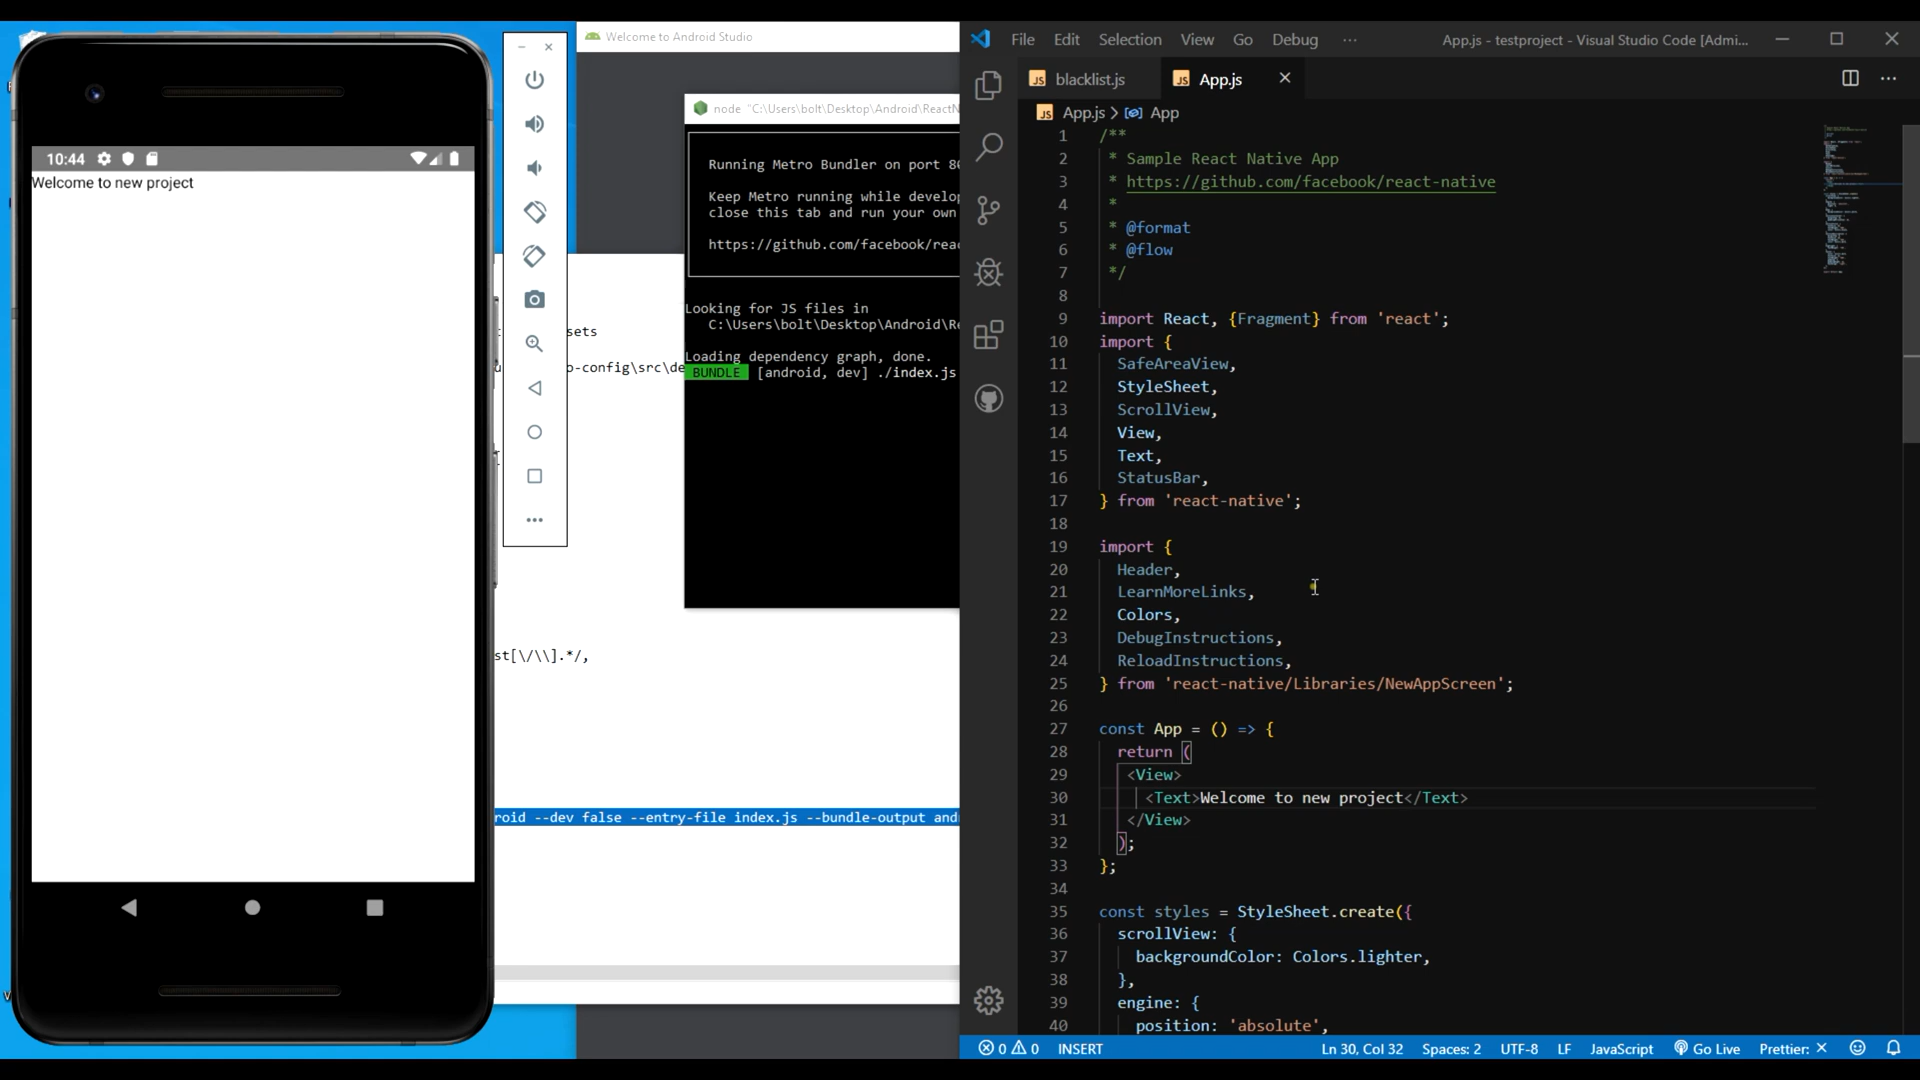 10:44
Welcome to new project
Welcome to Android Studio
node "C:\Users\bolt\Desktop\Android\ReactN
Running Metro Bundler on port 80
Keep Metro running while develop
close this tab and run your own
https://github.com/facebook/reac
Looking for JS files in
C:\Users\bolt\Desktop\Android\Re
Loading dependency graph, done.
BUNDLE [android, dev] ./index.js
sets
o-config\src\de
st[\/\\].*/,
roid --dev false --entry-file index.js --bundle-output and
File Edit Selection View Go Debug ··· App.js - testproject - Visual Studio Code [Admi...
JS blacklist.js JS App.js
JS App.js > App
1 /**
2 * Sample React Native App
3 * https://github.com/facebook/react-native
4 *
5 * @format
6 * @flow
7 */
8
9 import React, {Fragment} from 'react';
10 import {
11 SafeAreaView,
12 StyleSheet,
13 ScrollView,
14 View,
15 Text,
16 StatusBar,
17 } from 'react-native';
18
19 import {
20 Header,
21 LearnMoreLinks,
22 Colors,
23 DebugInstructions,
24 ReloadInstructions,
25 } from 'react-native/Libraries/NewAppScreen';
26
27 const App = () => {
28 return (
29 <View>
30 <Text>Welcome to new project</Text>
31 </View>
32 );
33 };
34
35 const styles = StyleSheet.create({
36 scrollView: {
37 backgroundColor: Colors.lighter,
38 },
39 engine: {
40 position: 'absolute',
0 0 INSERT Ln 30, Col 32 Spaces: 2 UTF-8 LF JavaScript Go Live Prettier: ×